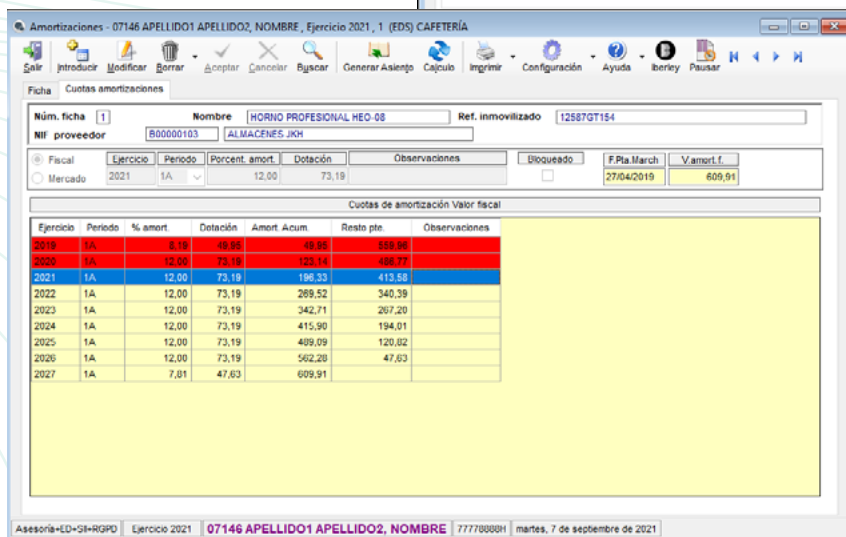 Amortizaciones - 07146 APELLIDO1 APELLIDO2, NOMBRE , Ejercicio 2021 , 1 (EDS) CAFETERÍA
Salir Introducir Modificar Borrar Aceptar Cancelar Buscar Generar Asiento Calculo Imprimir Configuración Ayuda Iberley Pausar
Ficha Cuotas amortizaciones
Núm. ficha 1 Nombre HORNO PROFESIONAL HEO-08 Ref. inmovilizado 12587GT154
NIF proveedor B00000103 ALMACENES JKH
Fiscal Ejercicio Periodo Porcent. amort. Dotación Observaciones Bloqueado F.Pta.March V.amort.f.
Mercado 2021 1A 12,00 73,19 27/04/2019 609,91
Cuotas de amortización Valor fiscal
Ejercicio Periodo % amort. Dotación Amort. Acum. Resto pte. Observaciones
2019 1A 8,19 49,95 49,95 559,96
2020 1A 12,00 73,19 123,14 486,77
2021 1A 12,00 73,19 196,33 413,58
2022 1A 12,00 73,19 269,52 340,39
2023 1A 12,00 73,19 342,71 267,20
2024 1A 12,00 73,19 415,90 194,01
2025 1A 12,00 73,19 489,09 120,82
2026 1A 12,00 73,19 562,28 47,63
2027 1A 7,81 47,63 609,91
Asesoría+ED+SII+RGPD Ejercicio 2021 07146 APELLIDO1 APELLIDO2, NOMBRE 77778888H martes, 7 de septiembre de 2021